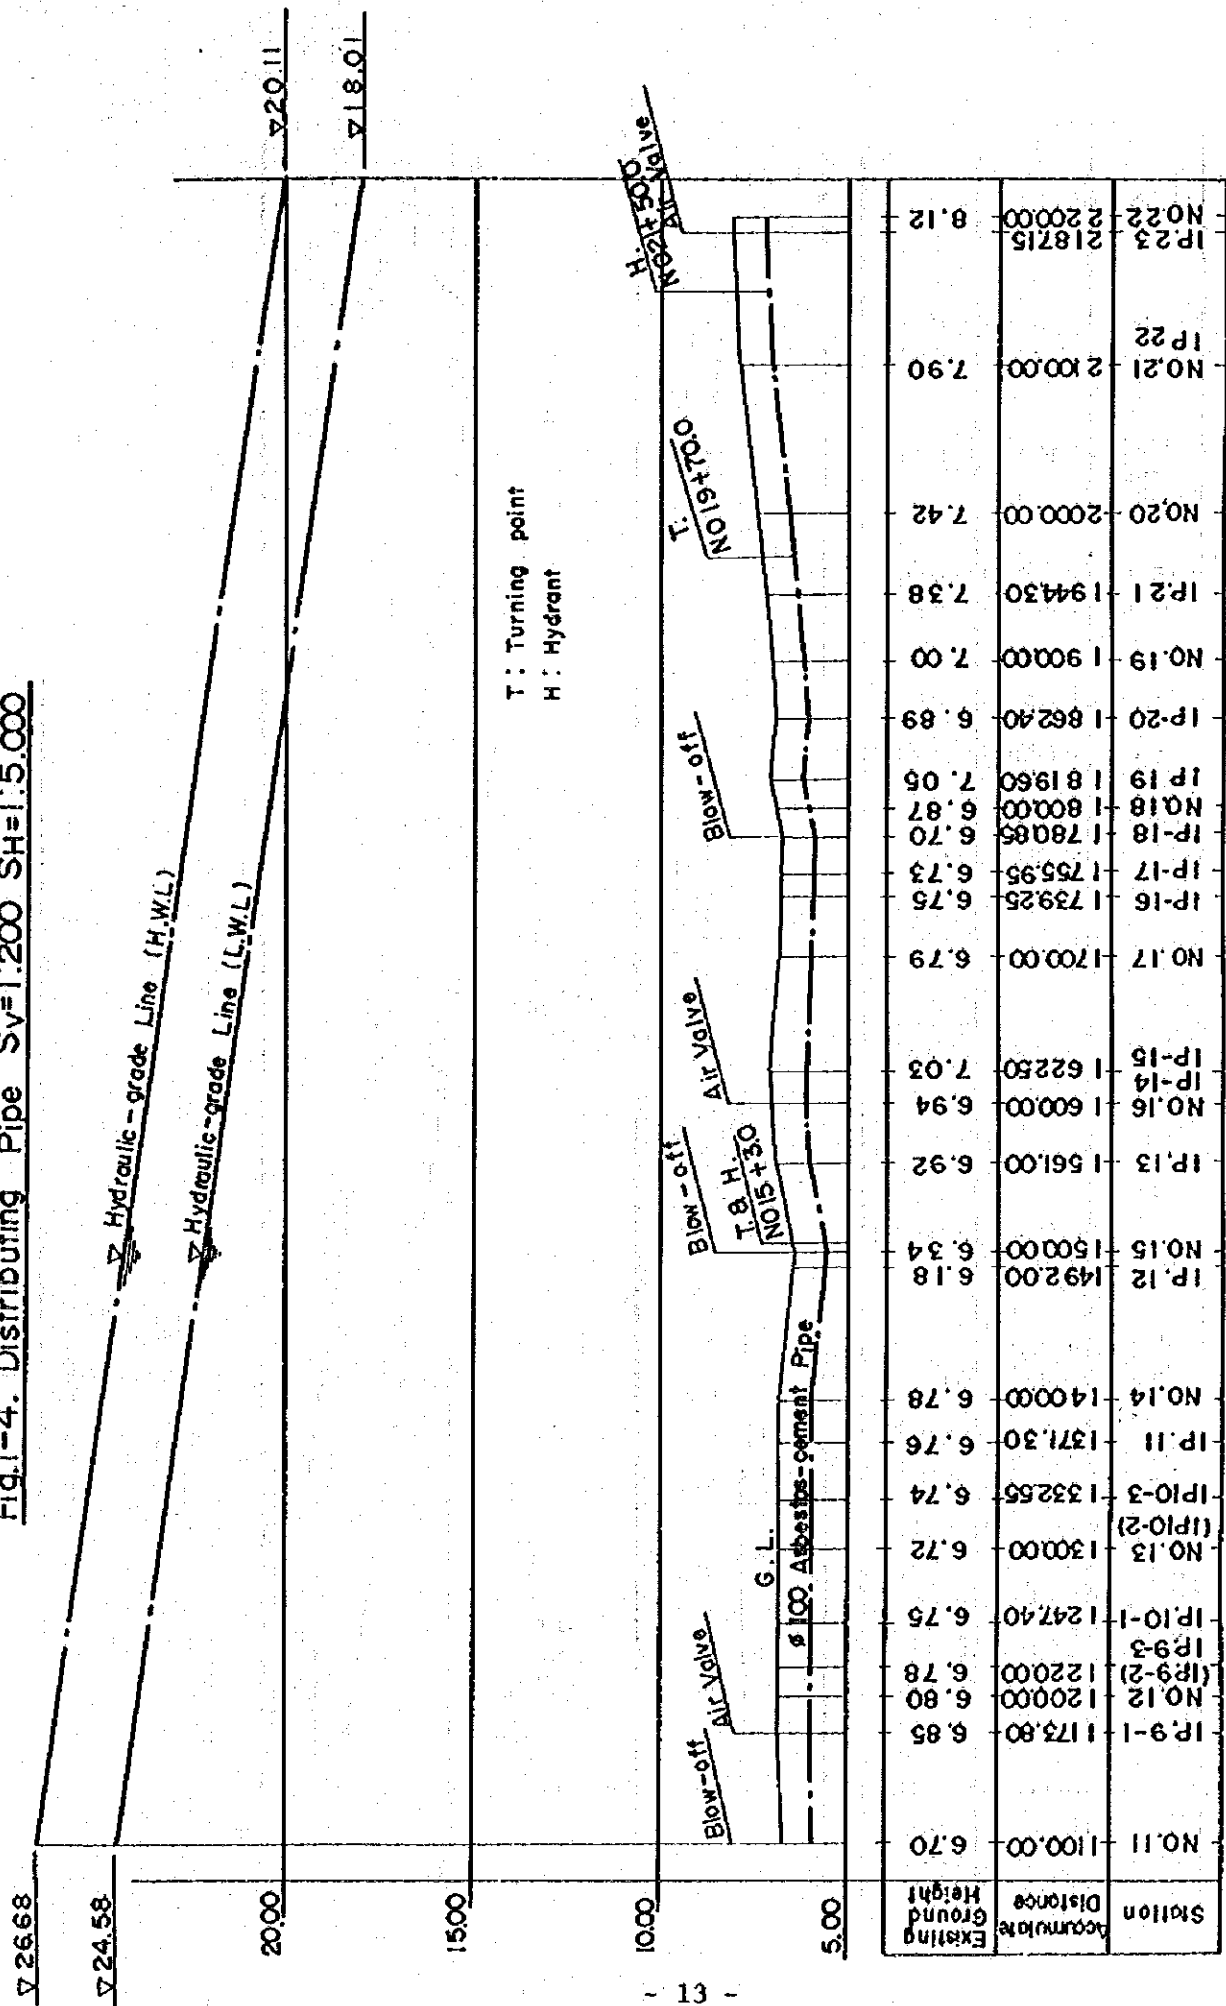 Fig.1-4. Distributing Pipe Sv=1:200 SH=1:5.000
▽26.68
▽24.58
▽20.11
▽18.01
▽ Hydraulic-grade Line (H.W.L)
▽ Hydraulic-grade Line (L.W.L)
20.00
15.00
10.00
5.00
T : Turning point
H : Hydrant
Blow-off
Air Valve
G.L.
ø100 Asbestos-cement Pipe
Blow-off
T.& H.
NO15+3.0
Air Valve
Blow-off
T.
NO19+70.0
H.
NO21+50.0
Air Valve
Existing Ground Height
6.70
6.85
6.80
6.78
6.75
6.72
6.74
6.76
6.78
6.18
6.34
6.92
6.94
7.03
6.79
6.75
6.73
6.70
6.87
7.05
6.89
7.00
7.38
7.42
7.90
8.12
Accumulate Distance
1100.00
1173.80
1200.00
1220.00
1247.40
1300.00
1332.55
1371.30
1400.00
1492.00
1500.00
1561.00
1600.00
1622.50
1700.00
1739.25
1755.95
1780.85
1800.00
1819.60
1862.40
1900.00
1944.30
2000.00
2100.00
2187.15
2200.00
Station
NO.11
IP.9-1
NO.12
(IP.9-2)
IP.9-3
IP.10-1
NO.13
(IP10-2)
IP10-3
IP.11
NO.14
IP.12
NO.15
IP.13
NO.16
IP-14
IP-15
NO.17
IP-16
IP-17
IP-18
NO.18
IP.19
IP-20
NO.19
IP.21
NO.20
NO.21
IP.22
IP.23
NO.22
- 13 -